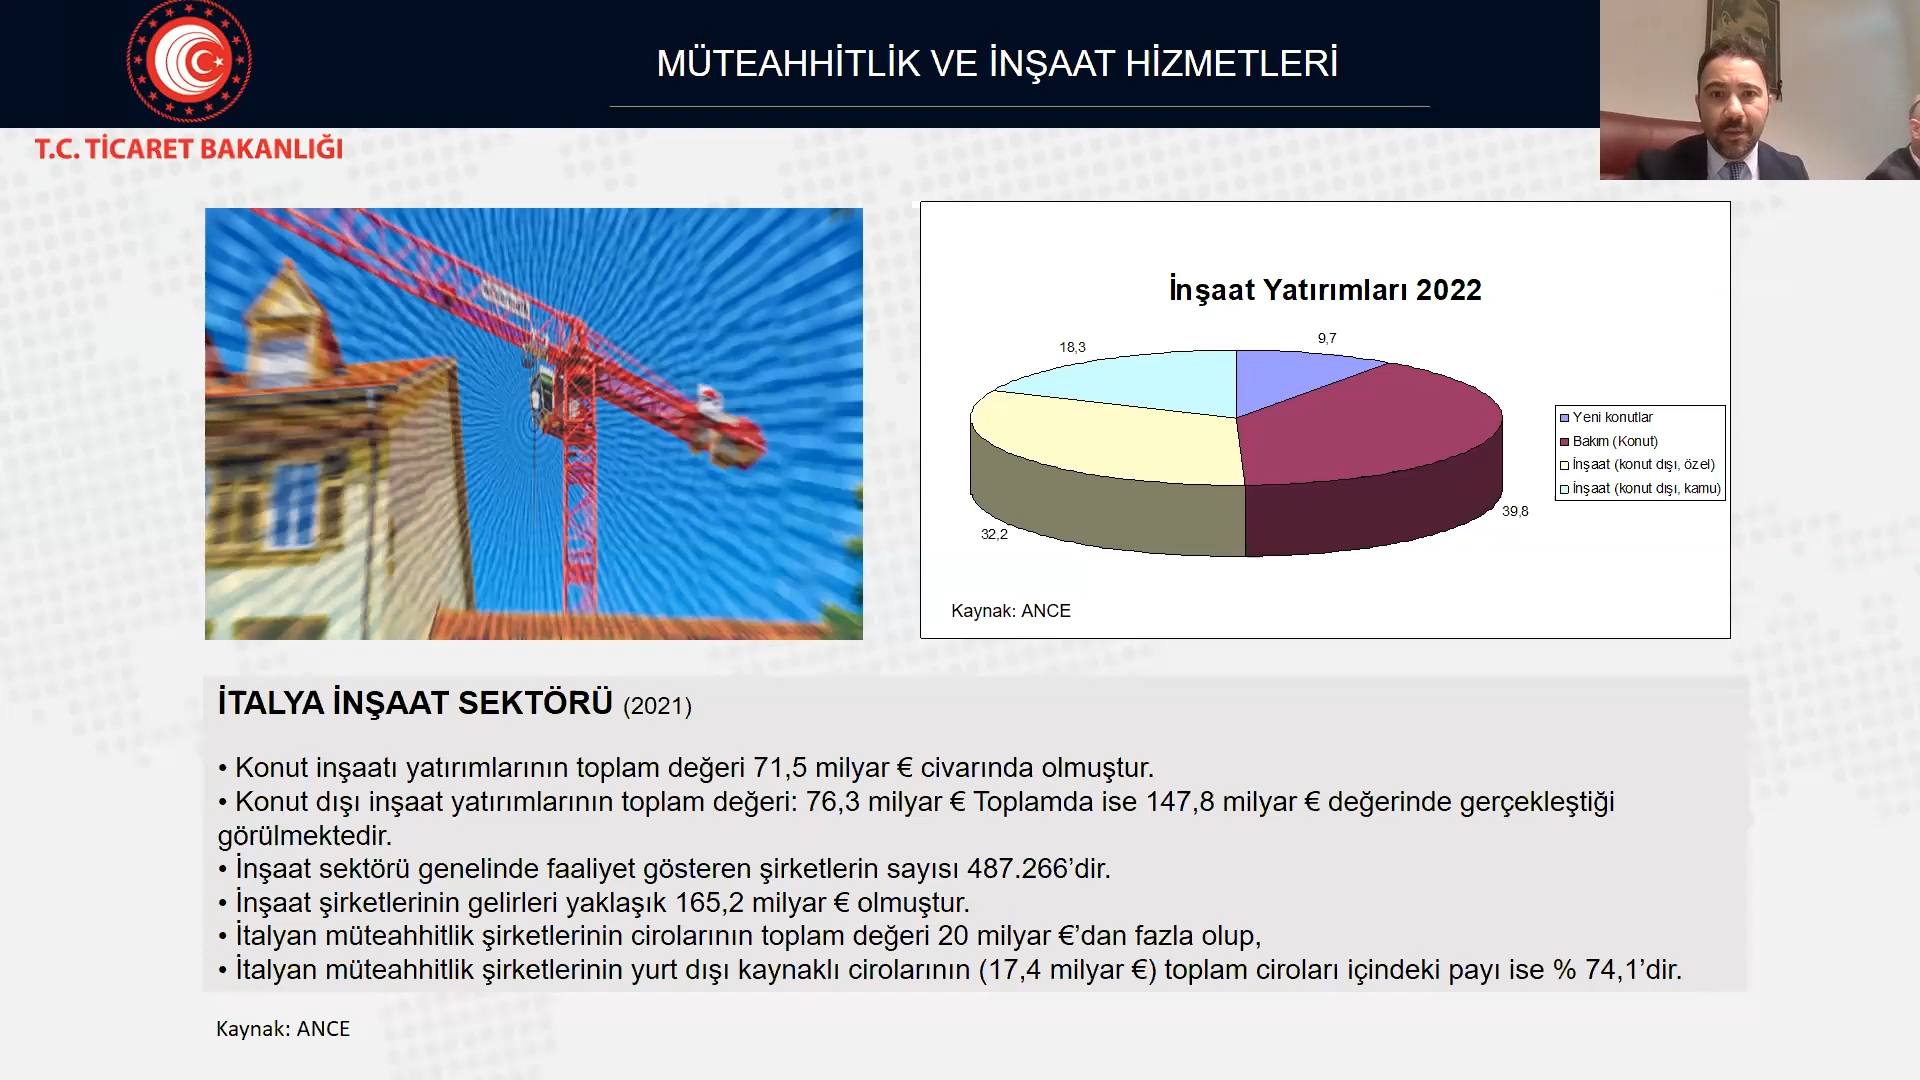 MÜTEAHHİTLİK VE İNŞAAT HİZMETLERİ
T.C. TİCARET BAKANLIĞI
İnşaat Yatırımları 2022
9,7
18,3
Yeni konutlar
Bakım (Konut)
İnşaat (konut dışı, özel)
İnşaat (konut dışı, kamu)
39,8
32,2
Kaynak: ANCE
İTALYA İNŞAAT SEKTÖRÜ (2021)
• Konut inşaatı yatırımlarının toplam değeri 71,5 milyar € civarında olmuştur.
• Konut dışı inşaat yatırımlarının toplam değeri: 76,3 milyar € Toplamda ise 147,8 milyar € değerinde gerçekleştiği
görülmektedir.
• İnşaat sektörü genelinde faaliyet gösteren şirketlerin sayısı 487.266’dir.
• İnşaat şirketlerinin gelirleri yaklaşık 165,2 milyar € olmuştur.
• İtalyan müteahhitlik şirketlerinin cirolarının toplam değeri 20 milyar €’dan fazla olup,
• İtalyan müteahhitlik şirketlerinin yurt dışı kaynaklı cirolarının (17,4 milyar €) toplam ciroları içindeki payı ise % 74,1’dir.
Kaynak: ANCE